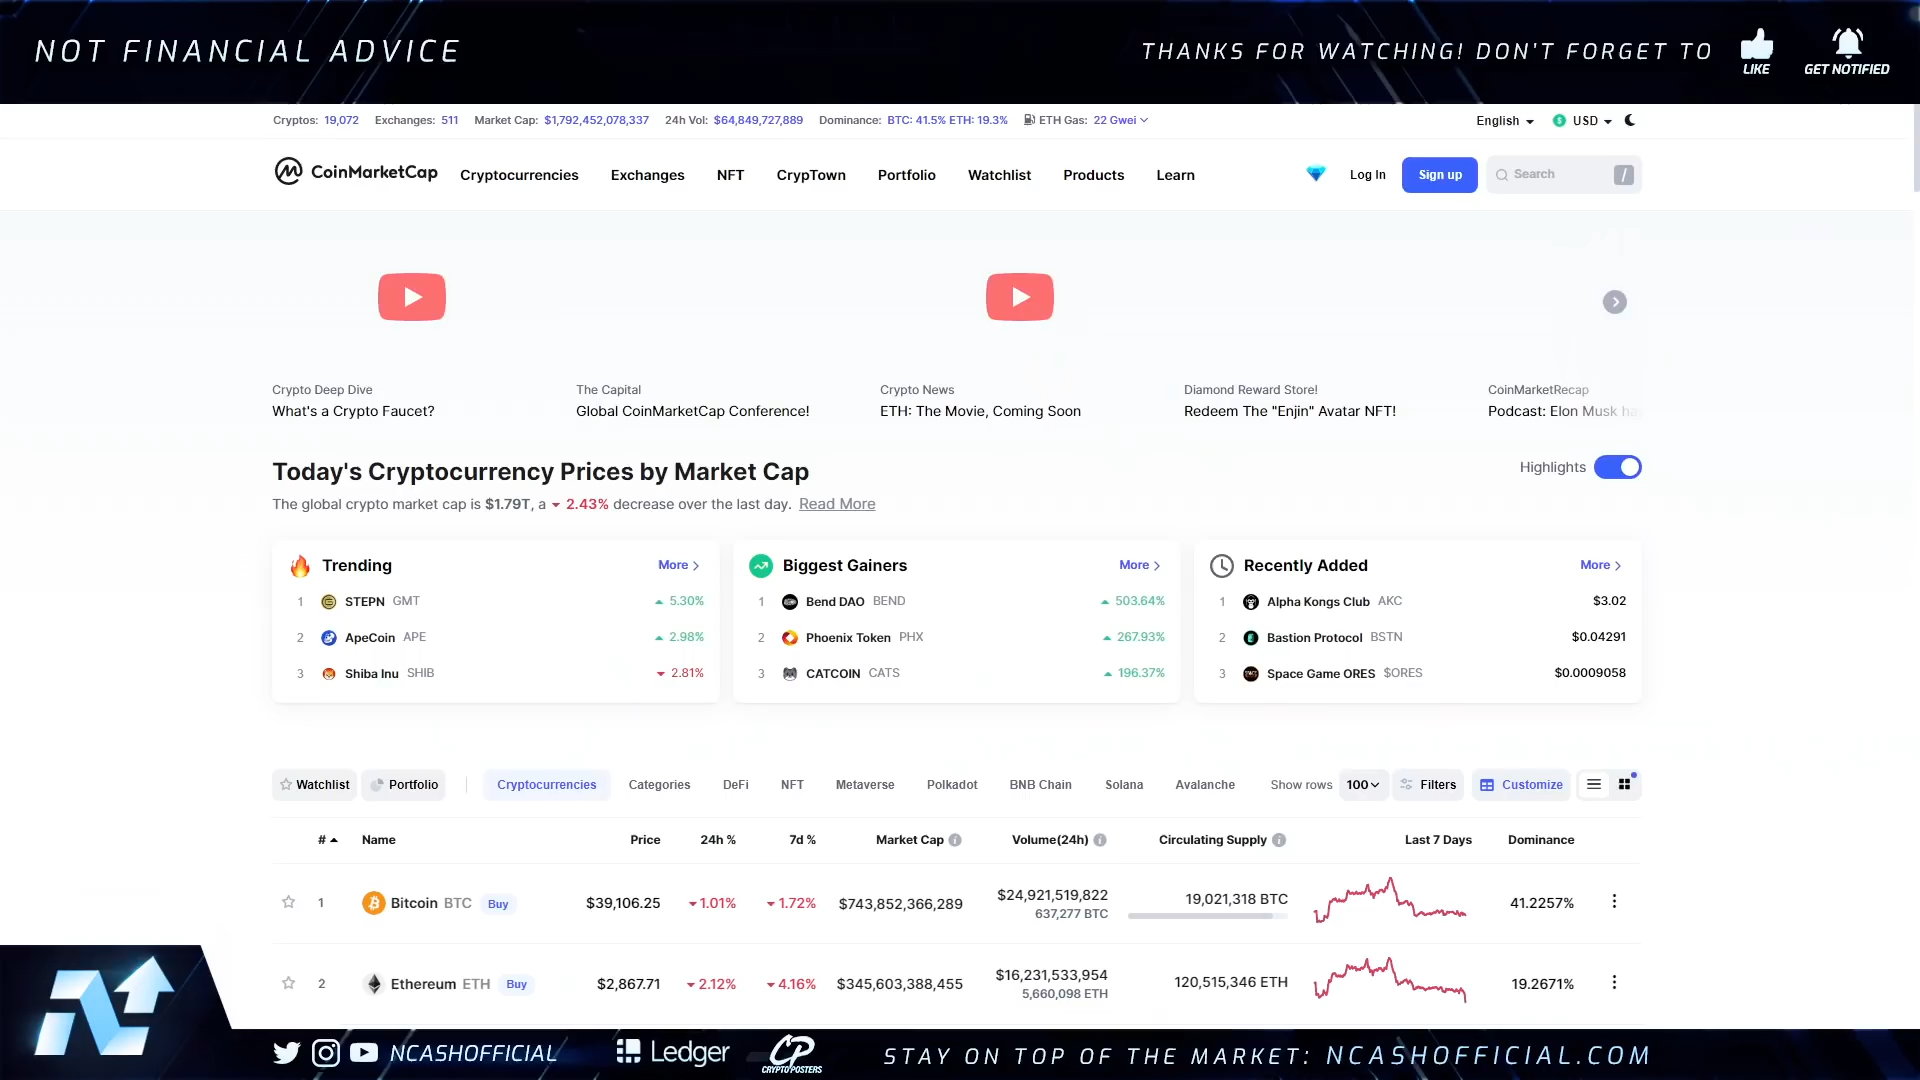 NOT FINANCIAL ADVICE
THANKS FOR WATCHING! DON'T FORGET TO
LIKE
GET NOTIFIED
Cryptos: 19,072 Exchanges: 511 Market Cap: $1,792,452,078,337 24h Vol: $64,849,727,889 Dominance: BTC: 41.5% ETH: 19.3% ETH Gas: 22 Gwei
English USD
CoinMarketCap Cryptocurrencies Exchanges NFT CrypTown Portfolio Watchlist Products Learn
Log In Sign up Search /
Crypto Deep Dive
What's a Crypto Faucet?
The Capital
Global CoinMarketCap Conference!
Crypto News
ETH: The Movie, Coming Soon
Diamond Reward Store!
Redeem The "Enjin" Avatar NFT!
CoinMarketRecap
Podcast: Elon Musk ha
Today's Cryptocurrency Prices by Market Cap
Highlights
The global crypto market cap is $1.79T, a 2.43% decrease over the last day. Read More
Trending More
1 STEPN GMT 5.30%
2 ApeCoin APE 2.98%
3 Shiba Inu SHIB 2.81%
Biggest Gainers More
1 Bend DAO BEND 503.64%
2 Phoenix Token PHX 267.93%
3 CATCOIN CATS 196.37%
Recently Added More
1 Alpha Kongs Club AKC $3.02
2 Bastion Protocol BSTN $0.04291
3 Space Game ORES $ORES $0.0009058
Watchlist Portfolio Cryptocurrencies Categories DeFi NFT Metaverse Polkadot BNB Chain Solana Avalanche Show rows 100 Filters Customize
# Name Price 24h % 7d % Market Cap Volume(24h) Circulating Supply Last 7 Days Dominance
1 Bitcoin BTC Buy $39,106.25 1.01% 1.72% $743,852,366,289 $24,921,519,822 19,021,318 BTC 41.2257%
637,277 BTC
2 Ethereum ETH Buy $2,867.71 2.12% 4.16% $345,603,388,455 $16,231,533,954 120,515,346 ETH 19.2671%
5,660,098 ETH
NCASHOFFICIAL
Ledger
CP
CRYPTOPOSTERS
STAY ON TOP OF THE MARKET: NCASHOFFICIAL.COM